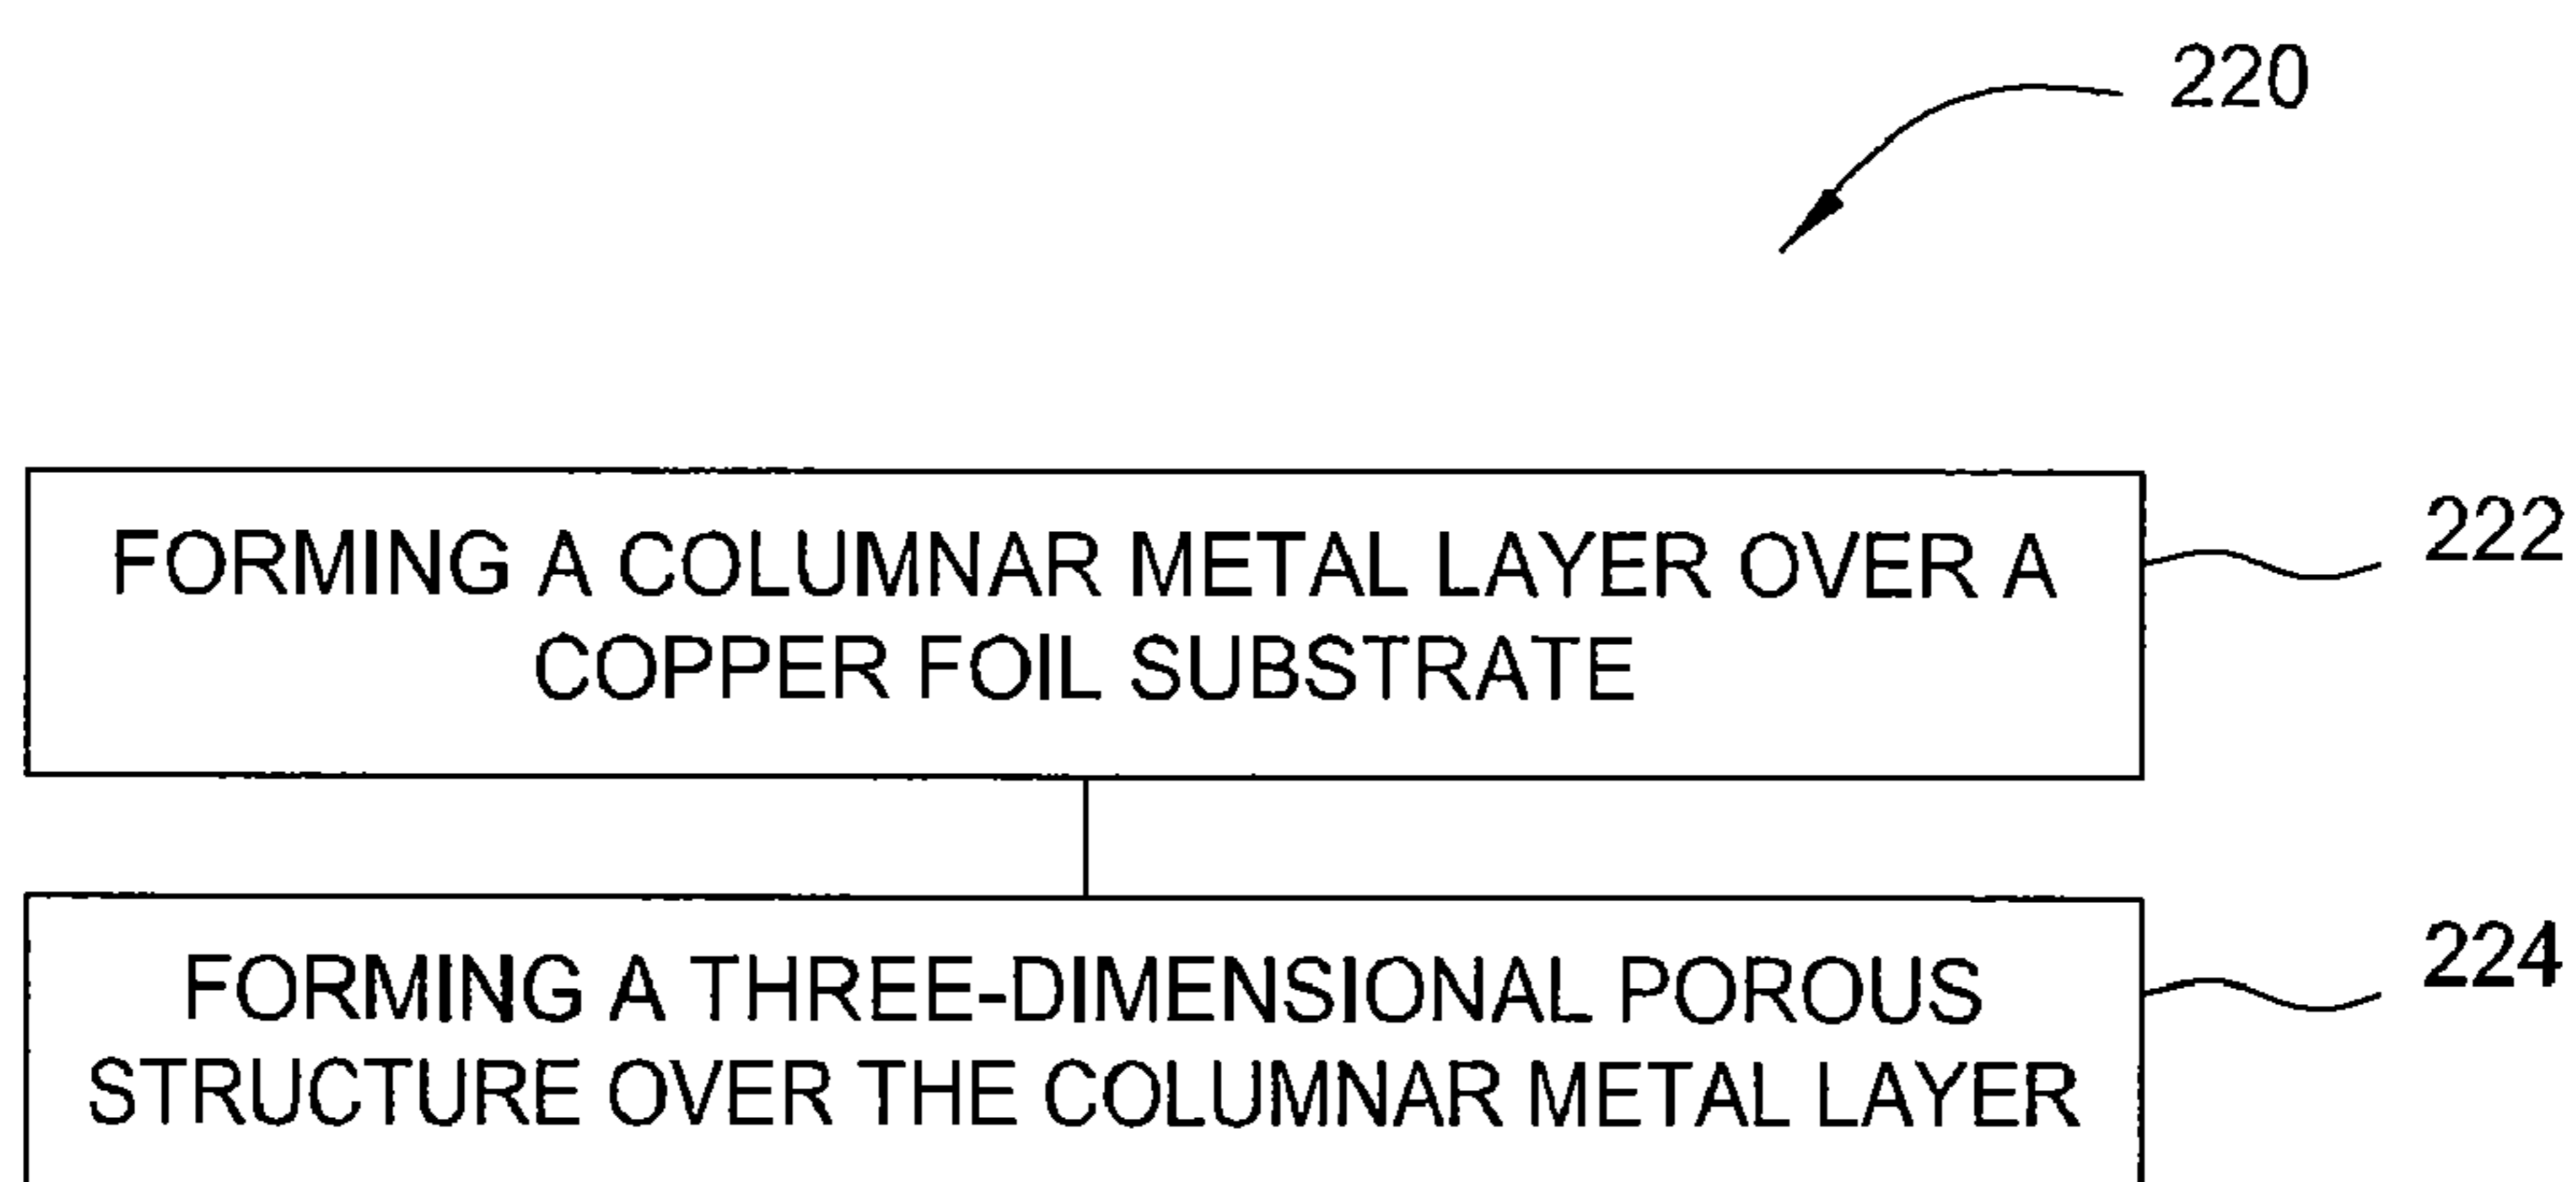 220
FORMING A COLUMNAR METAL LAYER OVER A
COPPER FOIL SUBSTRATE
222
FORMING A THREE-DIMENSIONAL POROUS
STRUCTURE OVER THE COLUMNAR METAL LAYER
224